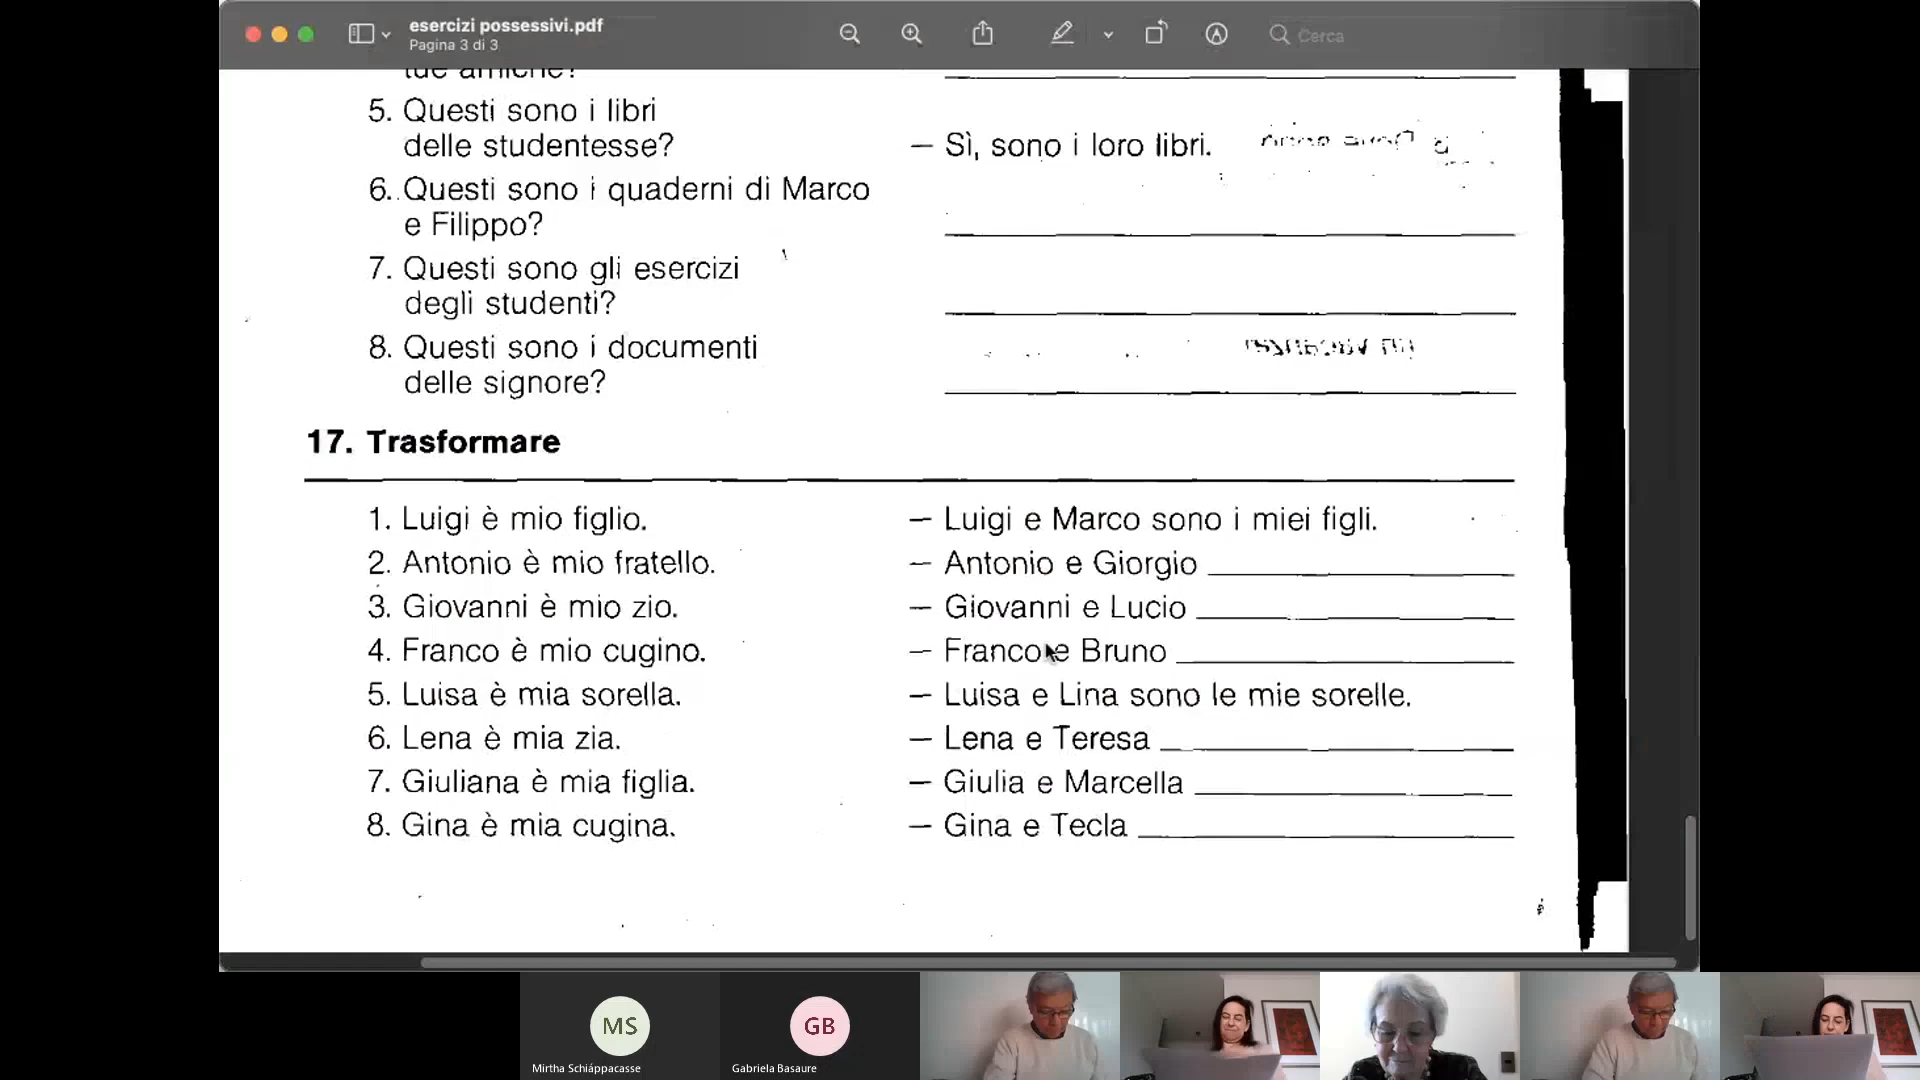 esercizi possessivi.pdf
Pagina 3 di 3
Cerca
tue amiche?
5. Questi sono i libri
delle studentesse?
– Sì, sono i loro libri.
6. Questi sono i quaderni di Marco
e Filippo?
7. Questi sono gli esercizi
degli studenti?
8. Questi sono i documenti
delle signore?
17. Trasformare
1. Luigi è mio figlio. – Luigi e Marco sono i miei figli.
2. Antonio è mio fratello. – Antonio e Giorgio
3. Giovanni è mio zio. – Giovanni e Lucio
4. Franco è mio cugino. – Franco e Bruno
5. Luisa è mia sorella. – Luisa e Lina sono le mie sorelle.
6. Lena è mia zia. – Lena e Teresa
7. Giuliana è mia figlia. – Giulia e Marcella
8. Gina è mia cugina. – Gina e Tecla
MS
GB
Mirtha Schiáppacasse
Gabriela Basaure